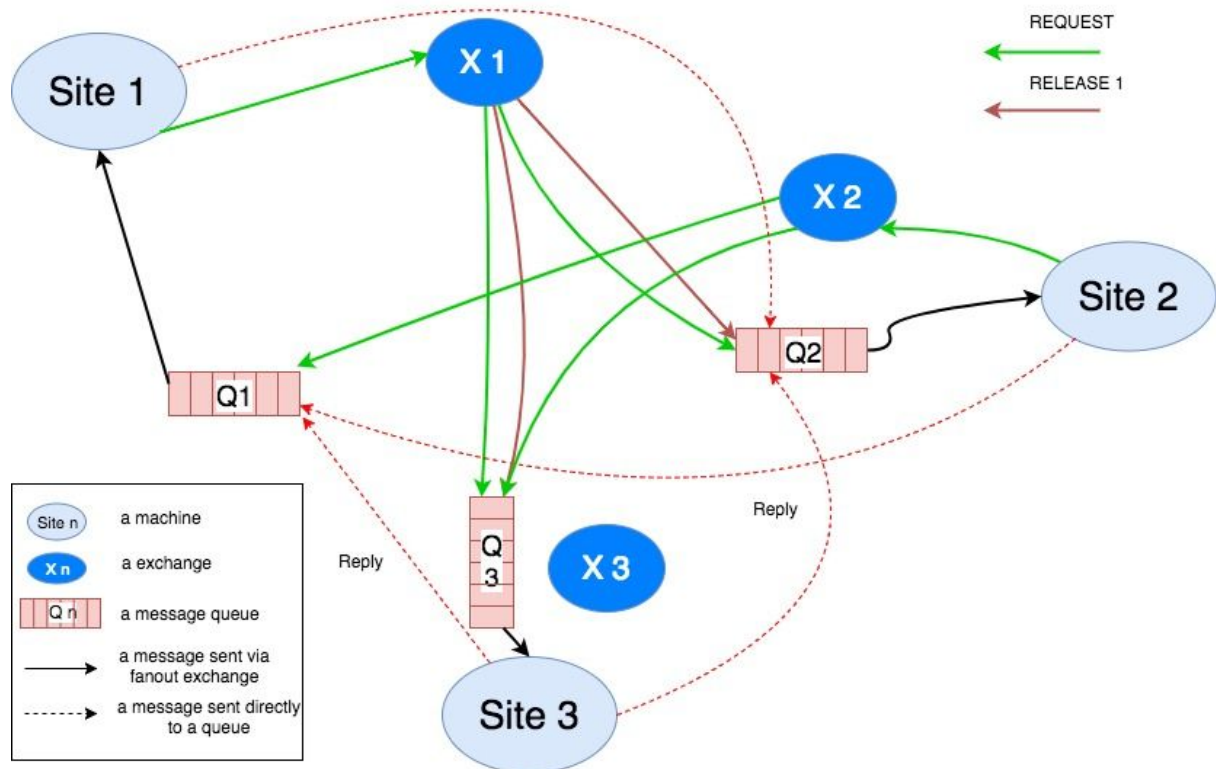 REQUEST
RELEASE 1
Site 1
X 1
X 2
Site 2
Q2
Q1
Q
3
X 3
Reply
Reply
Site 3
Site n
a machine
X n
a exchange
Q n
a message queue
a message sent via
fanout exchange
a message sent directly
to a queue